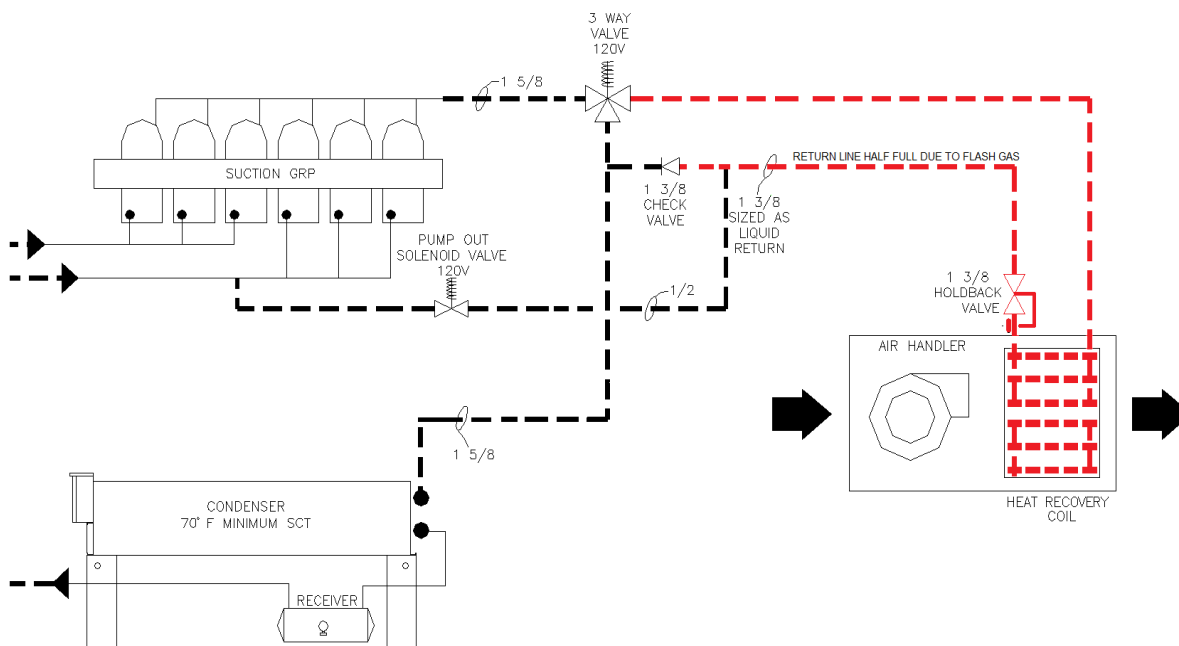 3 WAY
VALVE
120V
1 5/8
SUCTION GRP
RETURN LINE HALF FULL DUE TO FLASH GAS
1 3/8
CHECK
VALVE
1 3/8
SIZED AS
LIQUID
RETURN
PUMP OUT
SOLENOID VALVE
120V
1/2
1 3/8
HOLDBACK
VALVE
AIR HANDLER
1 5/8
HEAT RECOVERY
COIL
CONDENSER
70° F MINIMUM SCT
RECEIVER